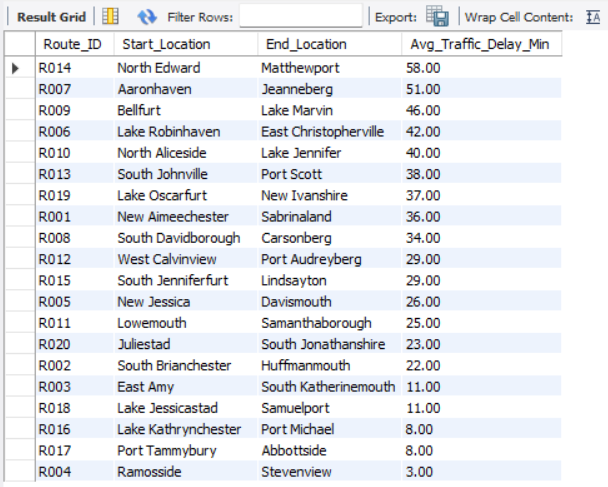 Result Grid Filter Rows: Export: Wrap Cell Content: IA
Route_ID Start_Location End_Location Avg_Traffic_Delay_Min
R014 North Edward Matthewport 58.00
R007 Aaronhaven Jeanneberg 51.00
R009 Bellfurt Lake Marvin 46.00
R006 Lake Robinhaven East Christopherville 42.00
R010 North Aliceside Lake Jennifer 40.00
R013 South Johnville Port Scott 38.00
R019 Lake Oscarfurt New Ivanshire 37.00
R001 New Aimeechester Sabrinaland 36.00
R008 South Davidborough Carsonberg 34.00
R012 West Calvinview Port Audreyberg 29.00
R015 South Jenniferfurt Lindsayton 29.00
R005 New Jessica Davismouth 26.00
R011 Lowemouth Samanthaborough 25.00
R020 Juliestad South Jonathanshire 23.00
R002 South Brianchester Huffmanmouth 22.00
R003 East Amy South Katherinemouth 11.00
R018 Lake Jessicastad Samuelport 11.00
R016 Lake Kathrynchester Port Michael 8.00
R017 Port Tammybury Abbottside 8.00
R004 Ramosside Stevenview 3.00